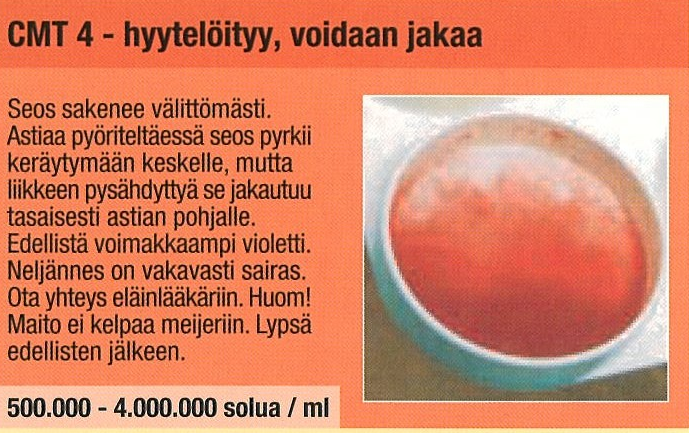 CMT 4 - hyytelöityy, voidaan jakaa
Seos sakenee välittömästi.
Astiaa pyöriteltäessä seos pyrkii
keräytymään keskelle, mutta
liikkeen pysähdyttyä se jakautuu
tasaisesti astian pohjalle.
Edellistä voimakkaampi violetti.
Neljännes on vakavasti sairas.
Ota yhteys eläinlääkäriin. Huom!
Maito ei kelpaa meijeriin. Lypsä
edellisten jälkeen.
500.000 - 4.000.000 solua / ml